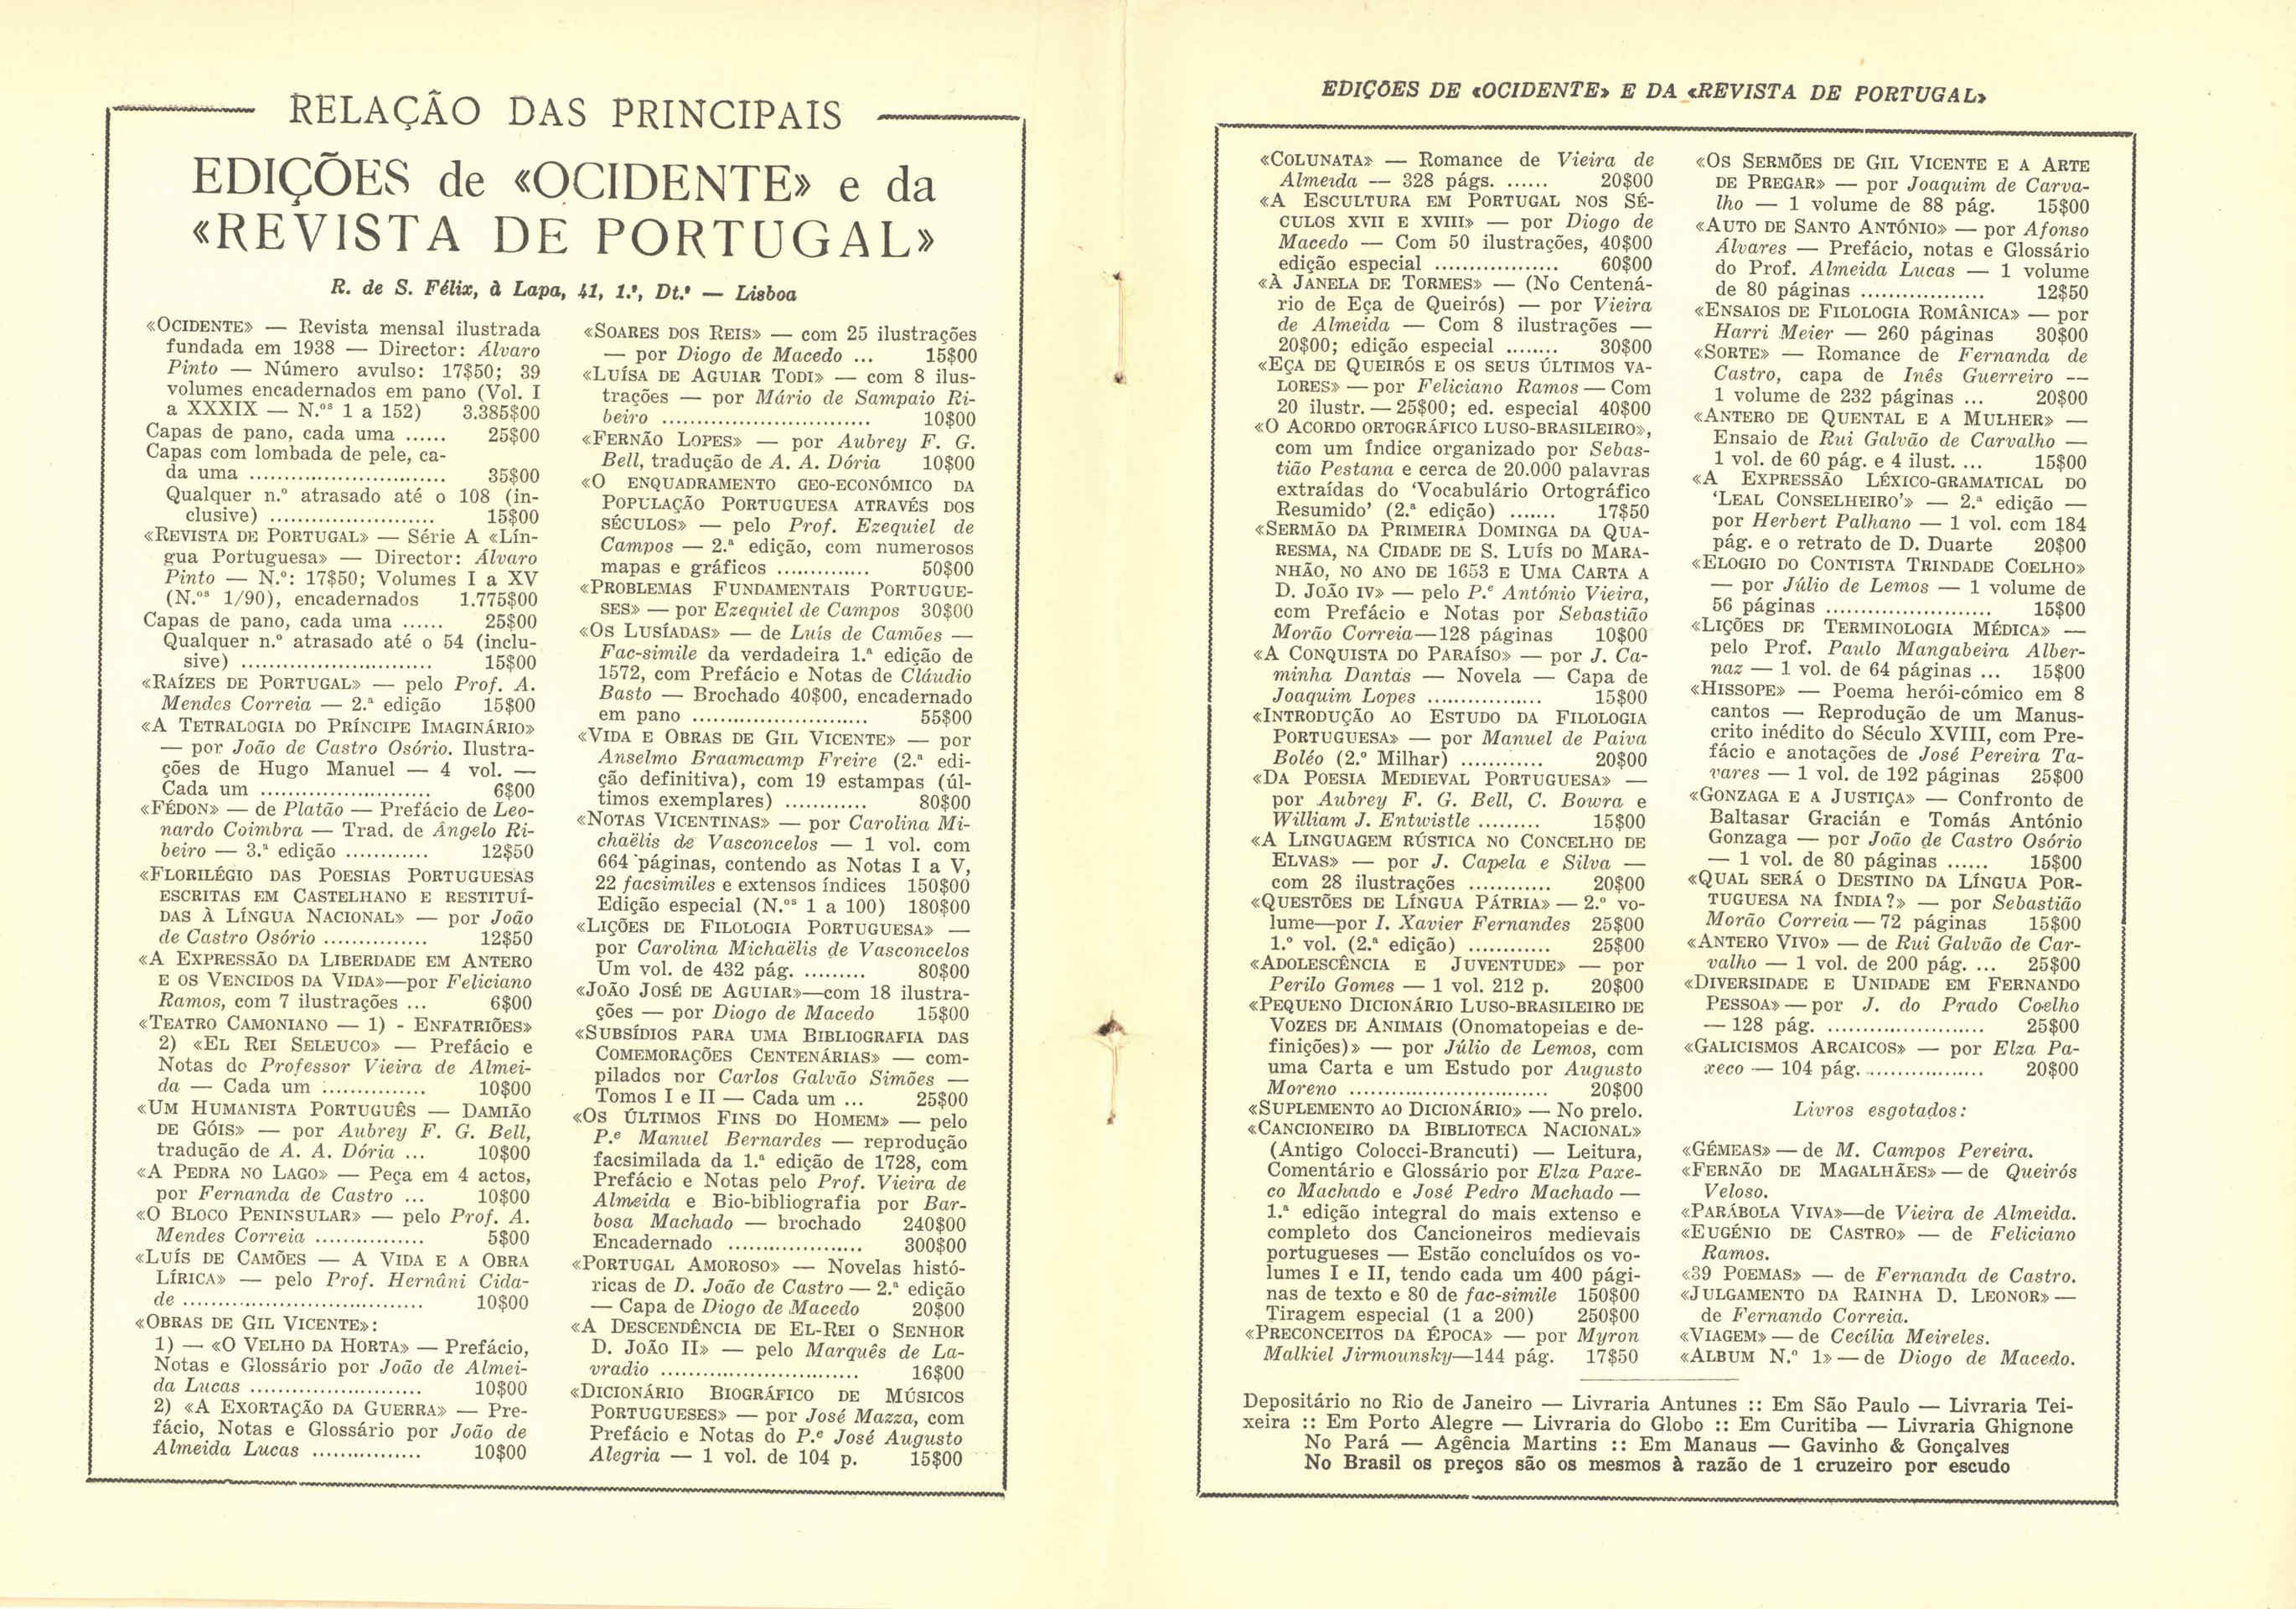 RELAÇÃO DAS PRINCIPAIS
EDIÇÕES de «OCIDENTE» e da
«REVISTA DE PORTUGAL»
R. de S. Félix, à Lapa, 41, 1.º, Dt.º — Lisboa
«OCIDENTE» — Revista mensal ilustrada
fundada em 1938 — Director: Álvaro
Pinto — Número avulso: 17$50; 39
volumes encadernados em pano (Vol. I
a XXXIX — N.ºs 1 a 152) 3.385$00
Capas de pano, cada uma ...... 25$00
Capas com lombada de pele, ca-
da uma ............................ 35$00
Qualquer n.º atrasado até o 108 (in-
clusive) ........................ 15$00
«REVISTA DE PORTUGAL» — Série A «Lín-
gua Portuguesa» — Director: Álvaro
Pinto — N.º: 17$50; Volumes I a XV
(N.ºs 1/90), encadernados 1.775$00
Capas de pano, cada uma ...... 25$00
Qualquer n.º atrasado até o 54 (inclu-
sive) ............................ 15$00
«RAÍZES DE PORTUGAL» — pelo Prof. A.
Mendes Correia — 2.ª edição 15$00
«A TETRALOGIA DO PRÍNCIPE IMAGINÁRIO»
— por João de Castro Osório. Ilustra-
ções de Hugo Manuel — 4 vol. —
Cada um ......................... 6$00
«FÉDON» — de Platão — Prefácio de Leo-
nardo Coimbra — Trad. de Ângelo Ri-
beiro — 3.ª edição ............ 12$50
«FLORILÉGIO DAS POESIAS PORTUGUESAS
ESCRITAS EM CASTELHANO E RESTITUÍ-
DAS À LÍNGUA NACIONAL» — por João
de Castro Osório ............... 12$50
«A EXPRESSÃO DA LIBERDADE EM ANTERO
E OS VENCIDOS DA VIDA»—por Feliciano
Ramos, com 7 ilustrações ... 6$00
«TEATRO CAMONIANO — 1) - ENFATRIÕES»
2) «EL REI SELEUCO» — Prefácio e
Notas do Professor Vieira de Almei-
da — Cada um ............... 10$00
«UM HUMANISTA PORTUGUÊS — DAMIÃO
DE GÓIS» — por Aubrey F. G. Bell,
tradução de A. A. Dória ... 10$00
«A PEDRA NO LAGO» — Peça em 4 actos,
por Fernanda de Castro ... 10$00
«O BLOCO PENINSULAR» — pelo Prof. A.
Mendes Correia ................ 5$00
«LUÍS DE CAMÕES — A VIDA E A OBRA
LÍRICA» — pelo Prof. Hernâni Cida-
de ................................... 10$00
«OBRAS DE GIL VICENTE»:
1) — «O VELHO DA HORTA» — Prefácio,
Notas e Glossário por João de Almei-
da Lucas ......................... 10$00
2) «A EXORTAÇÃO DA GUERRA» — Pre-
fácio, Notas e Glossário por João de
Almeida Lucas ................ 10$00
«SOARES DOS REIS» — com 25 ilustrações
— por Diogo de Macedo ... 15$00
«LUÍSA DE AGUIAR TODI» — com 8 ilus-
trações — por Mário de Sampaio Ri-
beiro .............................. 10$00
«FERNÃO LOPES» — por Aubrey F. G.
Bell, tradução de A. A. Dória 10$00
«O ENQUADRAMENTO GEO-ECONÓMICO DA
POPULAÇÃO PORTUGUESA ATRAVÉS DOS
SÉCULOS» — pelo Prof. Ezequiel de
Campos — 2.ª edição, com numerosos
mapas e gráficos .............. 50$00
«PROBLEMAS FUNDAMENTAIS PORTUGUE-
SES» — por Ezequiel de Campos 30$00
«OS LUSÍADAS» — de Luís de Camões —
Fac-simile da verdadeira 1.ª edição de
1572, com Prefácio e Notas de Cláudio
Basto — Brochado 40$00, encadernado
em pano ......................... 55$00
«VIDA E OBRAS DE GIL VICENTE» — por
Anselmo Braamcamp Freire (2.ª edi-
ção definitiva), com 19 estampas (úl-
timos exemplares) ............ 80$00
«NOTAS VICENTINAS» — por Carolina Mi-
chaëlis de Vasconcelos — 1 vol. com
664 páginas, contendo as Notas I a V,
22 facsimiles e extensos índices 150$00
Edição especial (N.ºs 1 a 100) 180$00
«LIÇÕES DE FILOLOGIA PORTUGUESA» —
por Carolina Michaëlis de Vasconcelos
Um vol. de 432 pág. ......... 80$00
«JOÃO JOSÉ DE AGUIAR»—com 18 ilustra-
ções — por Diogo de Macedo 15$00
«SUBSÍDIOS PARA UMA BIBLIOGRAFIA DAS
COMEMORAÇÕES CENTENÁRIAS» — com-
pilados por Carlos Galvão Simões —
Tomos I e II — Cada um ... 25$00
«OS ÚLTIMOS FINS DO HOMEM» — pelo
P.e Manuel Bernardes — reprodução
facsimilada da 1.ª edição de 1728, com
Prefácio e Notas pelo Prof. Vieira de
Almeida e Bio-bibliografia por Bar-
bosa Machado — brochado 240$00
Encadernado .................... 300$00
«PORTUGAL AMOROSO» — Novelas histó-
ricas de D. João de Castro — 2.ª edição
— Capa de Diogo de Macedo 20$00
«A DESCENDÊNCIA DE EL-REI O SENHOR
D. JOÃO II» — pelo Marquês de La-
vradio ............................. 16$00
«DICIONÁRIO BIOGRÁFICO DE MÚSICOS
PORTUGUESES» — por José Mazza, com
Prefácio e Notas do P.e José Augusto
Alegria — 1 vol. de 104 p. 15$00
EDIÇÕES DE «OCIDENTE» E DA «REVISTA DE PORTUGAL»
«COLUNATA» — Romance de Vieira de
Almeida — 328 págs. ...... 20$00
«A ESCULTURA EM PORTUGAL NOS SÉ-
CULOS XVII E XVIII» — por Diogo de
Macedo — Com 50 ilustrações, 40$00
edição especial .................. 60$00
«À JANELA DE TORMES» — (No Centená-
rio de Eça de Queirós) — por Vieira
de Almeida — Com 8 ilustrações —
20$00; edição especial ........ 30$00
«EÇA DE QUEIRÓS E OS SEUS ÚLTIMOS VA-
LORES» — por Feliciano Ramos — Com
20 ilustr. — 25$00; ed. especial 40$00
«O ACORDO ORTOGRÁFICO LUSO-BRASILEIRO»,
com um Índice organizado por Sebas-
tião Pestana e cerca de 20.000 palavras
extraídas do ‘Vocabulário Ortográfico
Resumido’ (2.ª edição) ....... 17$50
«SERMÃO DA PRIMEIRA DOMINGA DA QUA-
RESMA, NA CIDADE DE S. LUÍS DO MARA-
NHÃO, NO ANO DE 1653 E UMA CARTA A
D. JOÃO IV» — pelo P.e António Vieira,
com Prefácio e Notas por Sebastião
Morão Correia—128 páginas 10$00
«A CONQUISTA DO PARAÍSO» — por J. Ca-
minha Dantas — Novela — Capa de
Joaquim Lopes ................. 15$00
«INTRODUÇÃO AO ESTUDO DA FILOLOGIA
PORTUGUESA» — por Manuel de Paiva
Boléo (2.º Milhar) ............ 20$00
«DA POESIA MEDIEVAL PORTUGUESA» —
por Aubrey F. G. Bell, C. Bowra e
William J. Entwistle ......... 15$00
«A LINGUAGEM RÚSTICA NO CONCELHO DE
ELVAS» — por J. Capela e Silva —
com 28 ilustrações ............ 20$00
«QUESTÕES DE LÍNGUA PÁTRIA» — 2.º vo-
lume—por I. Xavier Fernandes 25$00
1.º vol. (2.ª edição) ............ 25$00
«ADOLESCÊNCIA E JUVENTUDE» — por
Perilo Gomes — 1 vol. 212 p. 20$00
«PEQUENO DICIONÁRIO LUSO-BRASILEIRO DE
VOZES DE ANIMAIS (Onomatopeias e de-
finições)» — por Júlio de Lemos, com
uma Carta e um Estudo por Augusto
Moreno ............................. 20$00
«SUPLEMENTO AO DICIONÁRIO» — No prelo.
«CANCIONEIRO DA BIBLIOTECA NACIONAL»
(Antigo Colocci-Brancuti) — Leitura,
Comentário e Glossário por Elza Paxe-
co Machado e José Pedro Machado —
1.ª edição integral do mais extenso e
completo dos Cancioneiros medievais
portugueses — Estão concluídos os vo-
lumes I e II, tendo cada um 400 pági-
nas de texto e 80 de fac-simile 150$00
Tiragem especial (1 a 200) 250$00
«PRECONCEITOS DA ÉPOCA» — por Myron
Malkiel Jirmounsky—144 pág. 17$50
«OS SERMÕES DE GIL VICENTE E A ARTE
DE PREGAR» — por Joaquim de Carva-
lho — 1 volume de 88 pág. 15$00
«AUTO DE SANTO ANTÓNIO» — por Afonso
Álvares — Prefácio, notas e Glossário
do Prof. Almeida Lucas — 1 volume
de 80 páginas .................. 12$50
«ENSAIOS DE FILOLOGIA ROMÂNICA» — por
Harri Meier — 260 páginas 30$00
«SORTE» — Romance de Fernanda de
Castro, capa de Inês Guerreiro —
1 volume de 232 páginas ... 20$00
«ANTERO DE QUENTAL E A MULHER» —
Ensaio de Rui Galvão de Carvalho —
1 vol. de 60 pág. e 4 ilust. ... 15$00
«A EXPRESSÃO LÉXICO-GRAMATICAL DO
‘LEAL CONSELHEIRO’» — 2.ª edição —
por Herbert Palhano — 1 vol. com 184
pág. e o retrato de D. Duarte 20$00
«ELOGIO DO CONTISTA TRINDADE COELHO»
— por Júlio de Lemos — 1 volume de
56 páginas ........................ 15$00
«LIÇÕES DE TERMINOLOGIA MÉDICA» —
pelo Prof. Paulo Mangabeira Alber-
naz — 1 vol. de 64 páginas ... 15$00
«HISSOPE» — Poema herói-cómico em 8
cantos — Reprodução de um Manus-
crito inédito do Século XVIII, com Pre-
fácio e anotações de José Pereira Ta-
vares — 1 vol. de 192 páginas 25$00
«GONZAGA E A JUSTIÇA» — Confronto de
Baltasar Gracián e Tomás António
Gonzaga — por João de Castro Osório
— 1 vol. de 80 páginas ...... 15$00
«QUAL SERÁ O DESTINO DA LÍNGUA POR-
TUGUESA NA ÍNDIA?» — por Sebastião
Morão Correia — 72 páginas 15$00
«ANTERO VIVO» — de Rui Galvão de Car-
valho — 1 vol. de 200 pág. ... 25$00
«DIVERSIDADE E UNIDADE EM FERNANDO
PESSOA» — por J. do Prado Coelho
— 128 pág. ....................... 25$00
«GALICISMOS ARCAICOS» — por Elza Pa-
xeco — 104 pág. ................. 20$00
Livros esgotados:
«GÉMEAS» — de M. Campos Pereira.
«FERNÃO DE MAGALHÃES» — de Queirós
Veloso.
«PARÁBOLA VIVA»—de Vieira de Almeida.
«EUGÉNIO DE CASTRO» — de Feliciano
Ramos.
«39 POEMAS» — de Fernanda de Castro.
«JULGAMENTO DA RAINHA D. LEONOR» —
de Fernando Correia.
«VIAGEM» — de Cecília Meireles.
«ALBUM N.º 1» — de Diogo de Macedo.
Depositário no Rio de Janeiro — Livraria Antunes :: Em São Paulo — Livraria Tei-
xeira :: Em Porto Alegre — Livraria do Globo :: Em Curitiba — Livraria Ghignone
No Pará — Agência Martins :: Em Manaus — Gavinho & Gonçalves
No Brasil os preços são os mesmos à razão de 1 cruzeiro por escudo